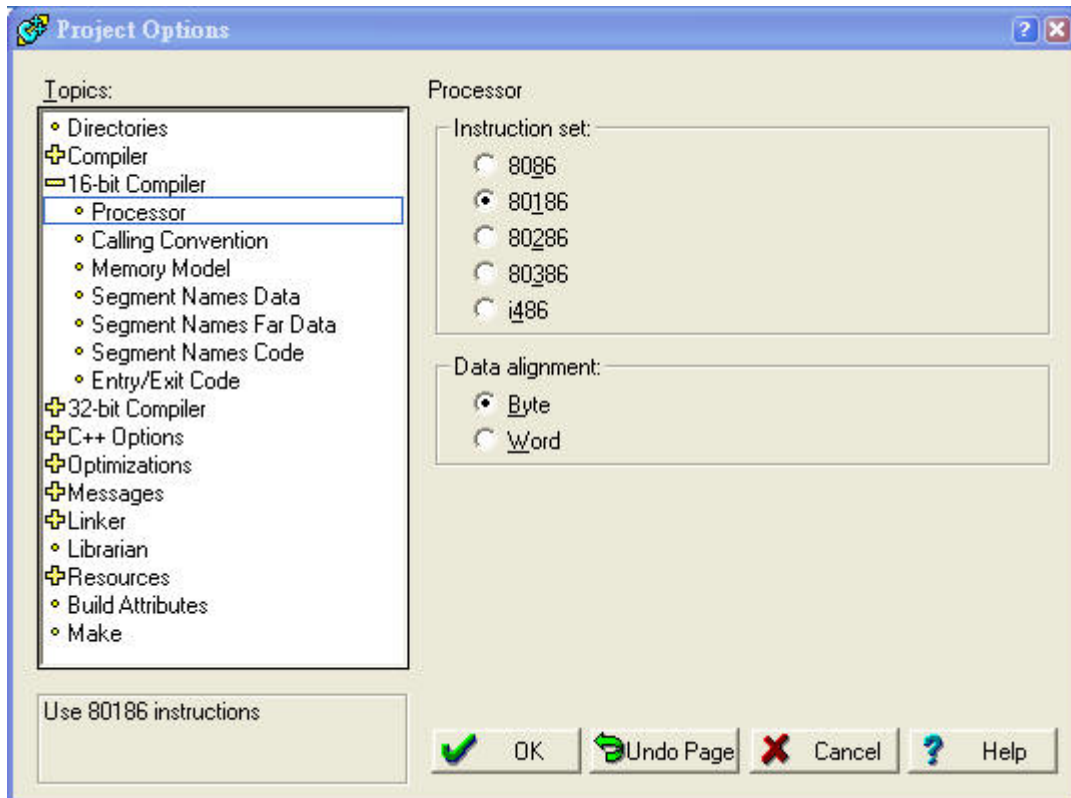 Project Options
Topics:
Directories
Compiler
16-bit Compiler
Processor
Calling Convention
Memory Model
Segment Names Data
Segment Names Far Data
Segment Names Code
Entry/Exit Code
32-bit Compiler
C++ Options
Optimizations
Messages
Linker
Librarian
Resources
Build Attributes
Make
Use 80186 instructions
Processor
Instruction set:
8086
80186
80286
80386
i486
Data alignment:
Byte
Word
OK
Undo Page
Cancel
? Help